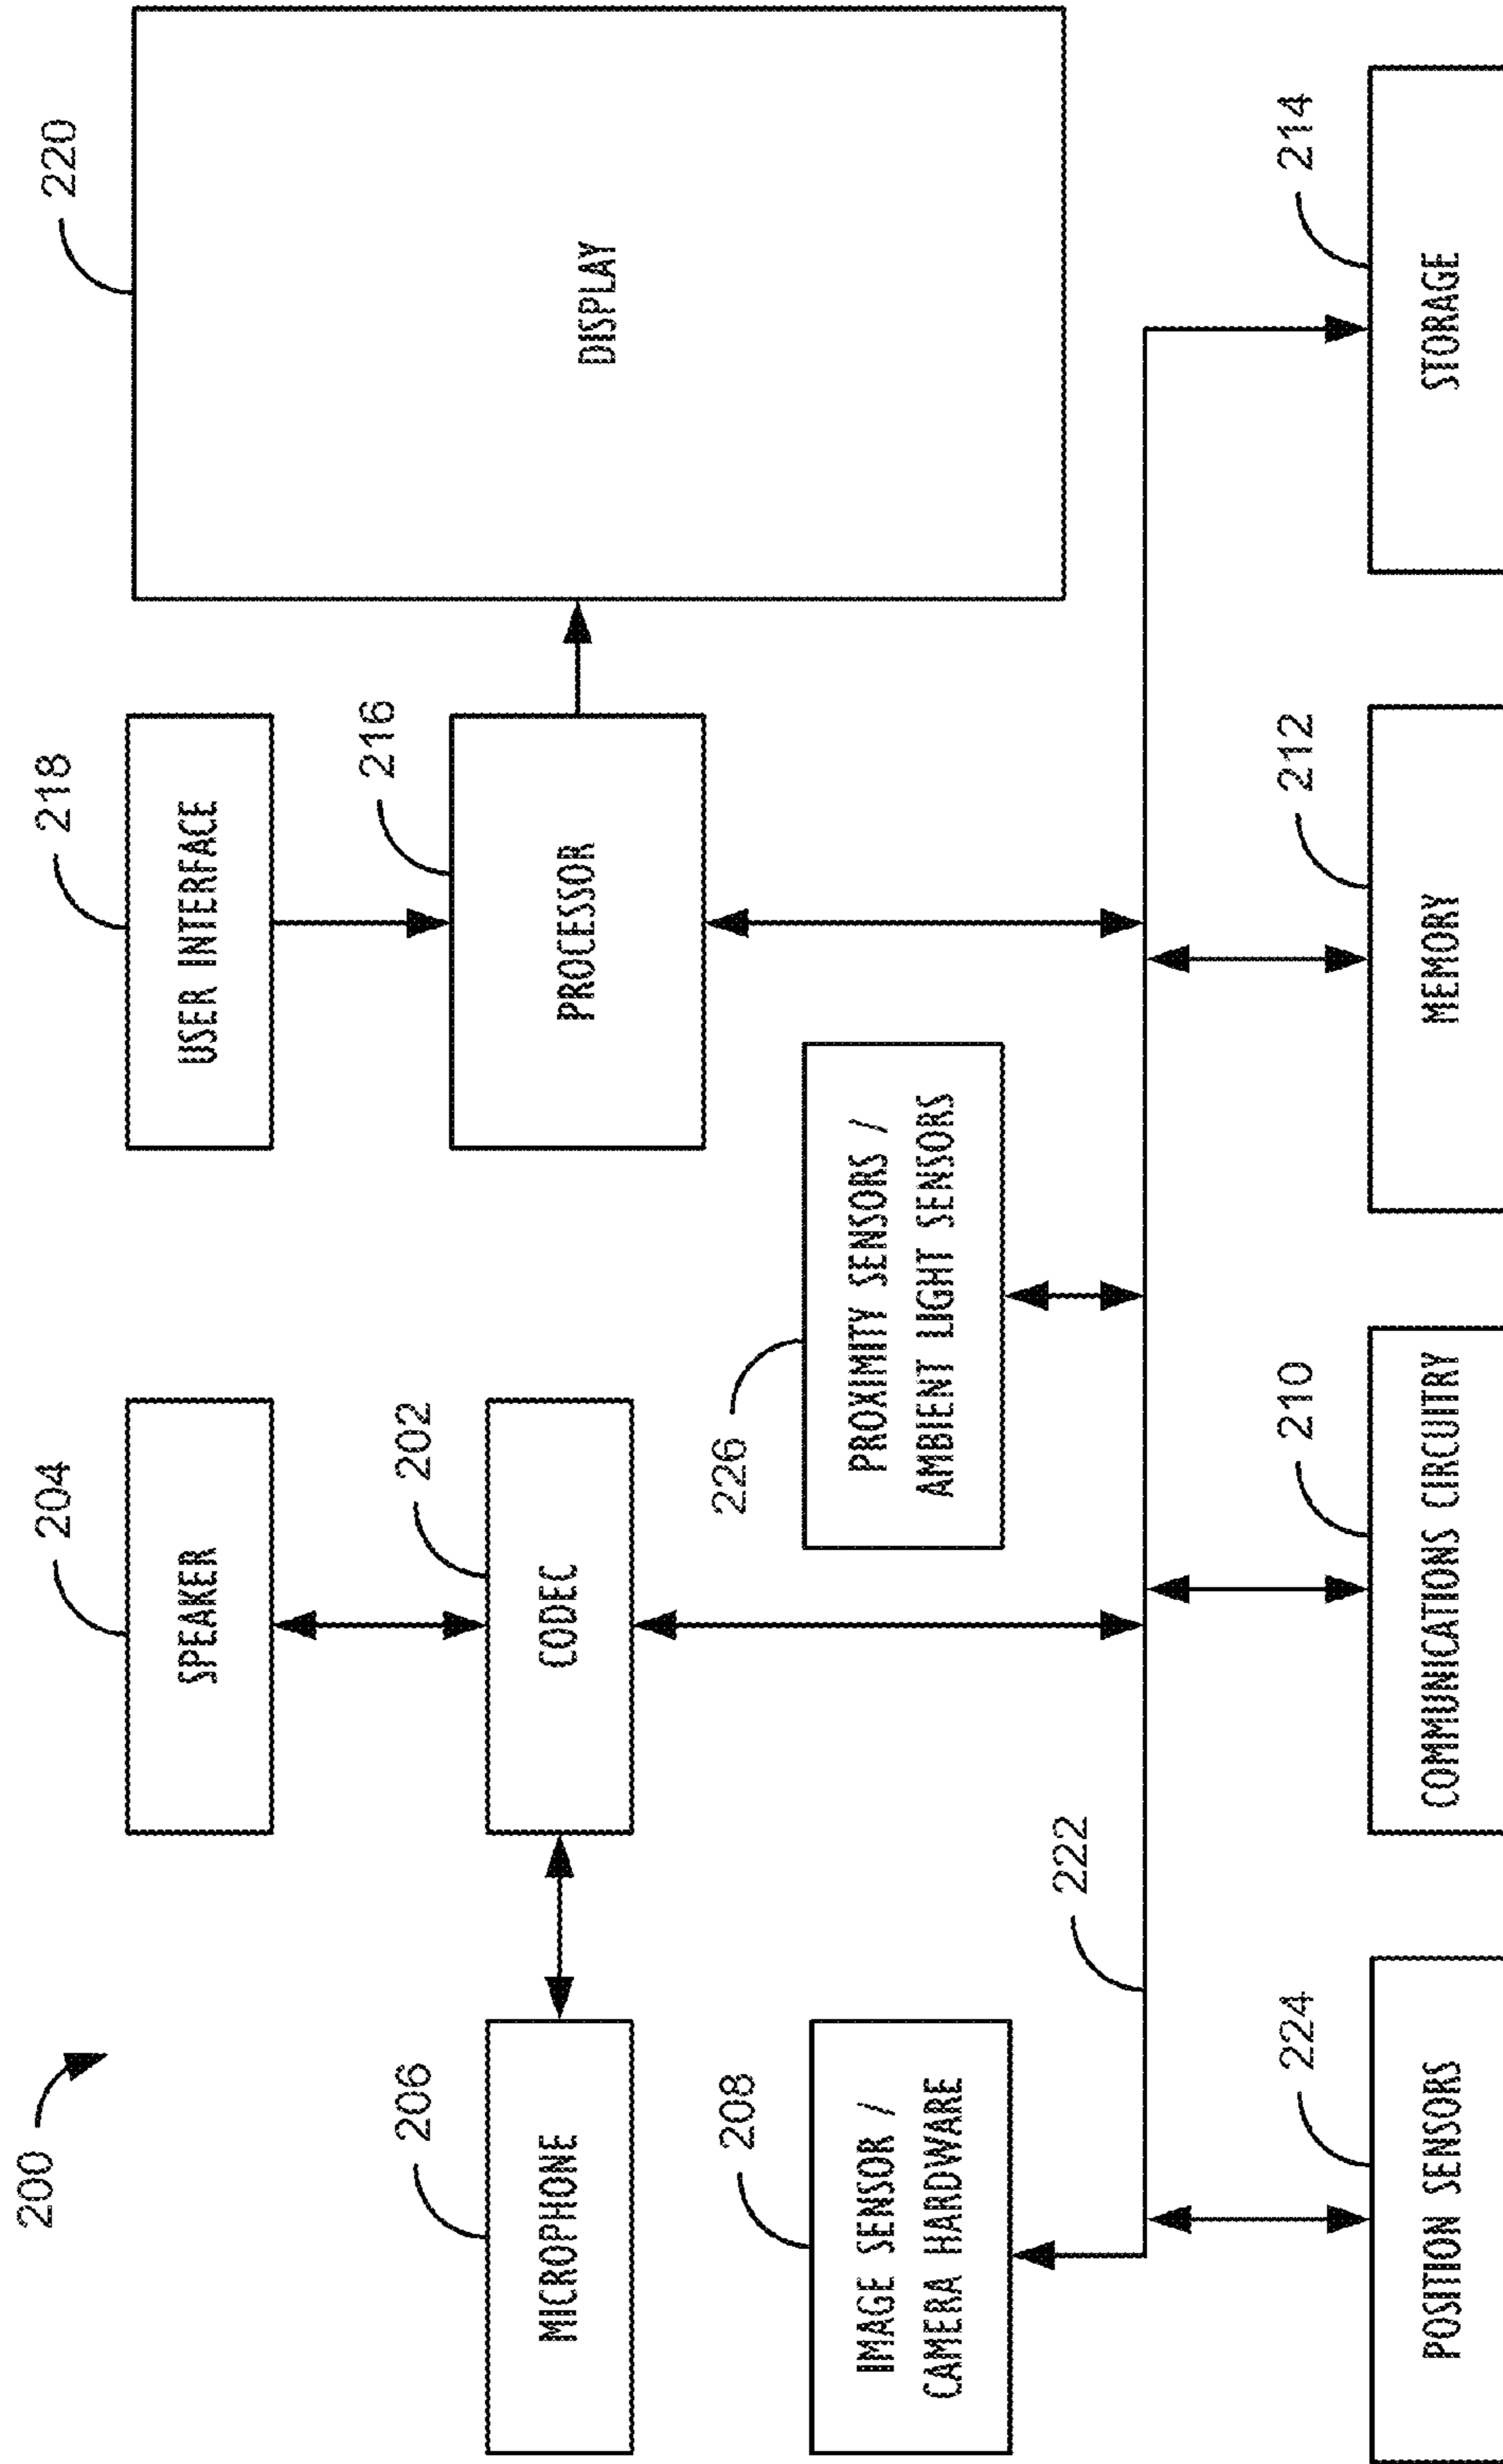 200
204
SPEAKER
218
USER INTERFACE
220
DISPLAY
206
MICROPHONE
202
CODEC
216
PROCESSOR
208
IMAGE SENSOR /
CAMERA HARDWARE
226
PROXIMITY SENSORS /
AMBIENT LIGHT SENSORS
222
224
POSITION SENSORS
210
COMMUNICATIONS CIRCUITRY
212
MEMORY
214
STORAGE